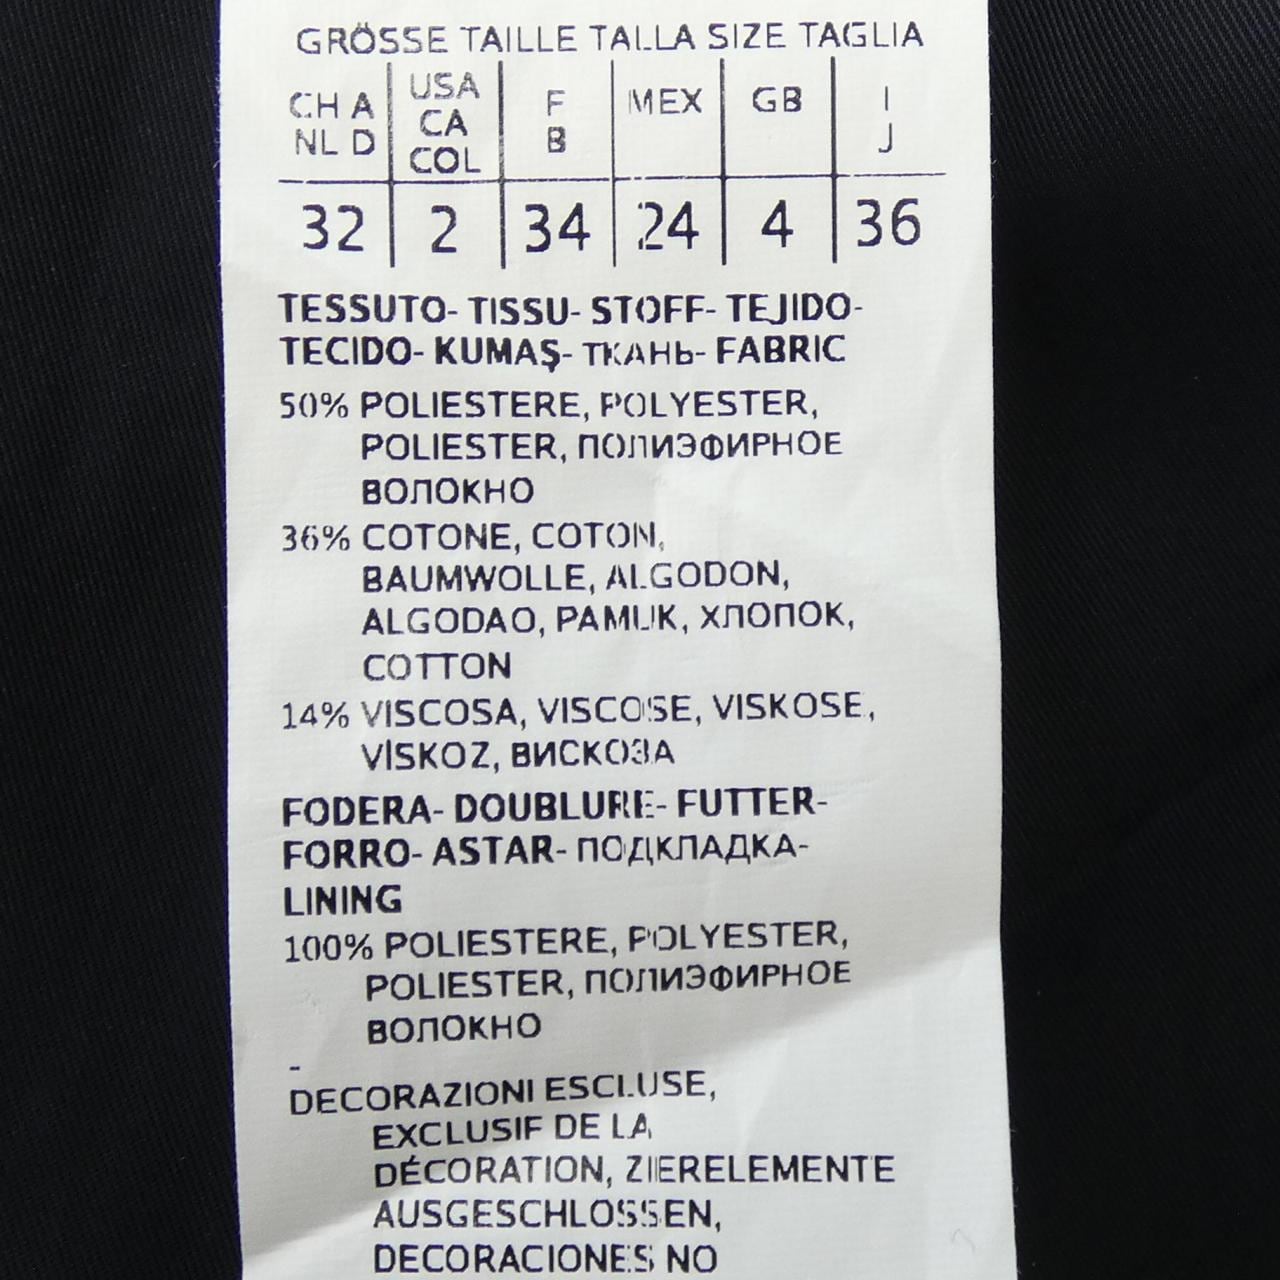 GRÖSSE TAILLE TALLA SIZE TAGLIA
CH A NL D USA CA COL F B MEX GB I J
32 2 34 24 4 36
TESSUTO- TISSU- STOFF- TEJIDO-
TECIDO- KUMAŞ- ТКАНЬ- FABRIC
50% POLIESTERE, POLYESTER,
POLIESTER, ПОЛИЭФИРНОЕ
ВОЛОКНО
36% COTONE, COTON,
BAUMWOLLE, ALGODON,
ALGODAO, PAMUK, ХЛОПОК,
COTTON
14% VISCOSA, VISCOSE, VISKOSE,
VİSKOZ, ВИСКОЗА
FODERA- DOUBLURE- FUTTER-
FORRO- ASTAR- ПОДКЛАДКА-
LINING
100% POLIESTERE, POLYESTER,
POLIESTER, ПОЛИЭФИРНОЕ
ВОЛОКНО
-
DECORAZIONI ESCLUSE,
EXCLUSIF DE LA
DÉCORATION, ZIERELEMENTE
AUSGESCHLOSSEN,
DECORACIONES NO